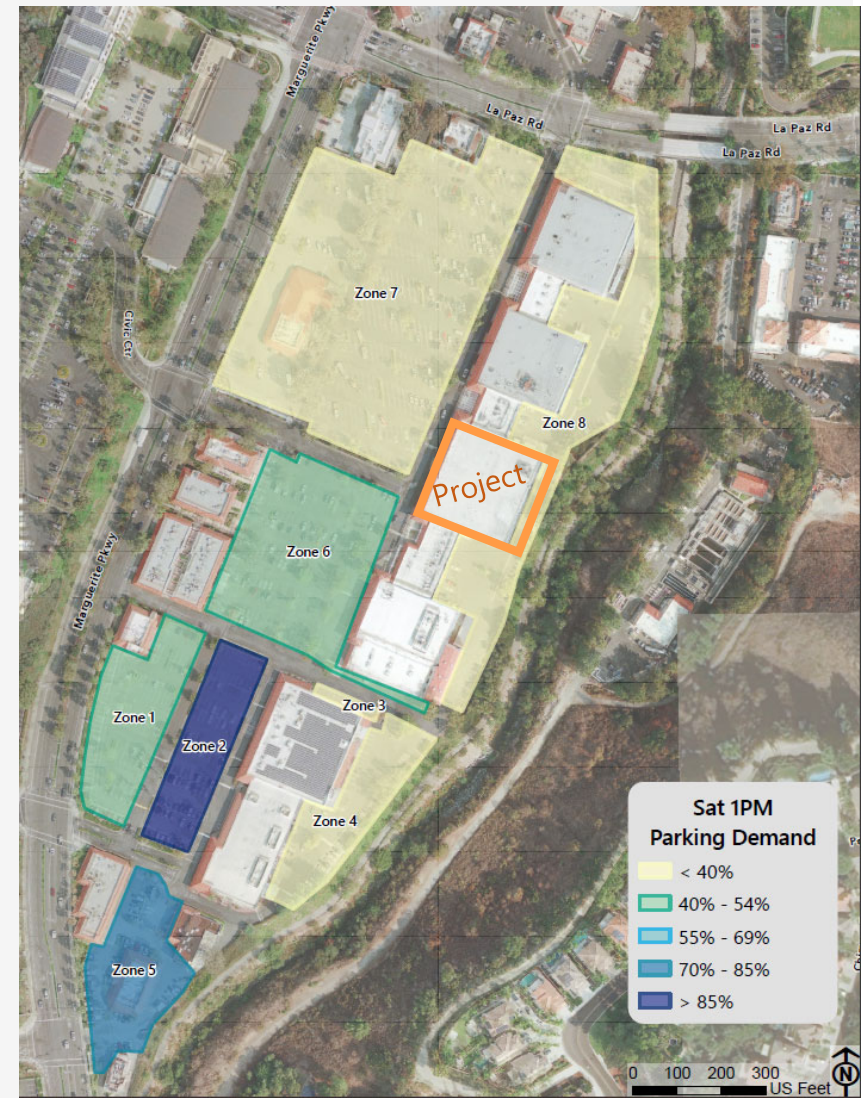 Marguerite Pkwy
La Paz Rd
La Paz Rd
La Paz Rd
Zone 7
Civic Ctr
Zone 8
Project
Zone 6
Marguerite Pkwy
Zone 3
Zone 1
Zone 2
Zone 4
Zone 5
Sat 1PM
Parking Demand
< 40%
40% - 54%
55% - 69%
70% - 85%
> 85%
0 100 200 300
US Feet
N